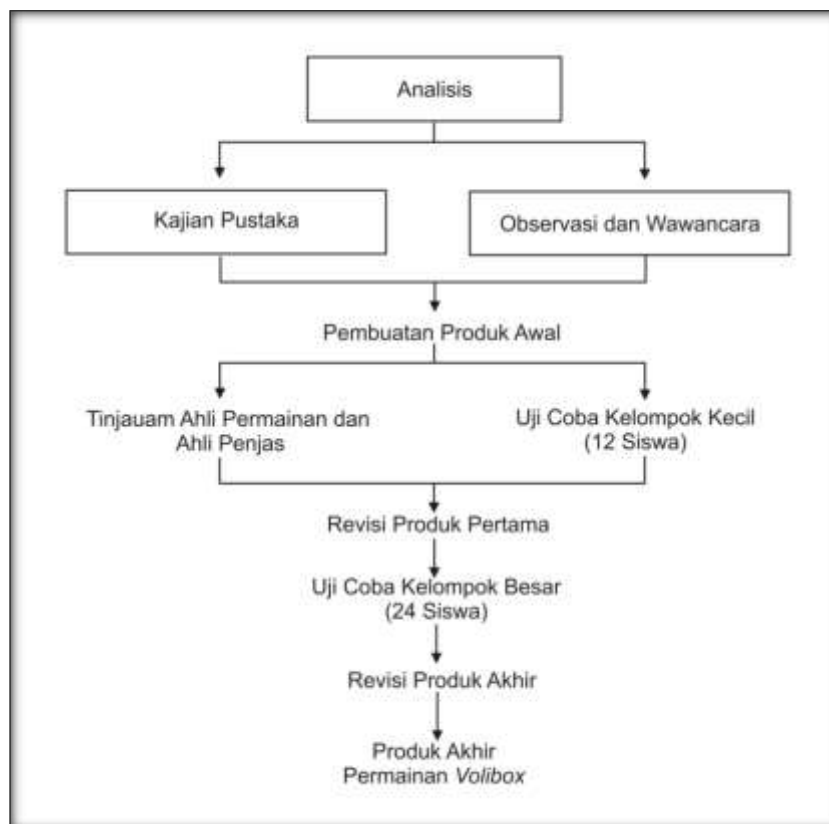 Analisis
Kajian Pustaka
Observasi dan Wawancara
Pembuatan Produk Awal
Tinjauam Ahli Permainan dan
Ahli Penjas
Uji Coba Kelompok Kecil
(12 Siswa)
Revisi Produk Pertama
Uji Coba Kelompok Besar
(24 Siswa)
Revisi Produk Akhir
Produk Akhir
Permainan Volibox